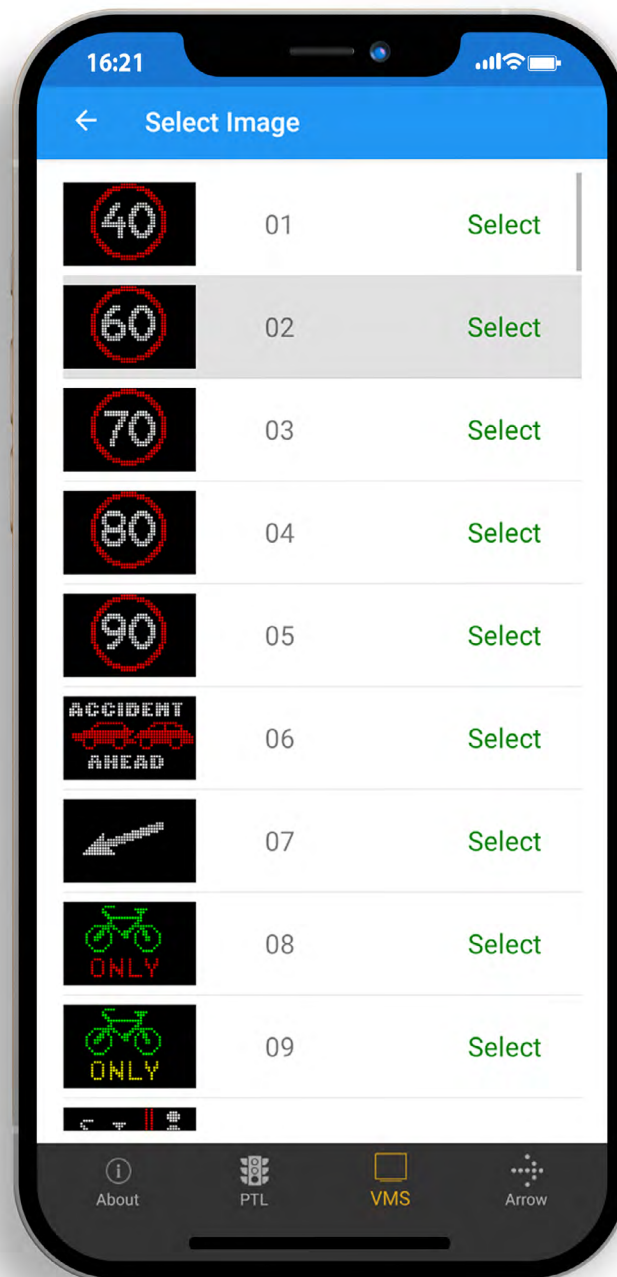 16:21
Select Image
40 01 Select
60 02 Select
70 03 Select
80 04 Select
90 05 Select
ACCIDENT
AHEAD
06 Select
07 Select
ONLY
08 Select
ONLY
09 Select
About PTL VMS Arrow